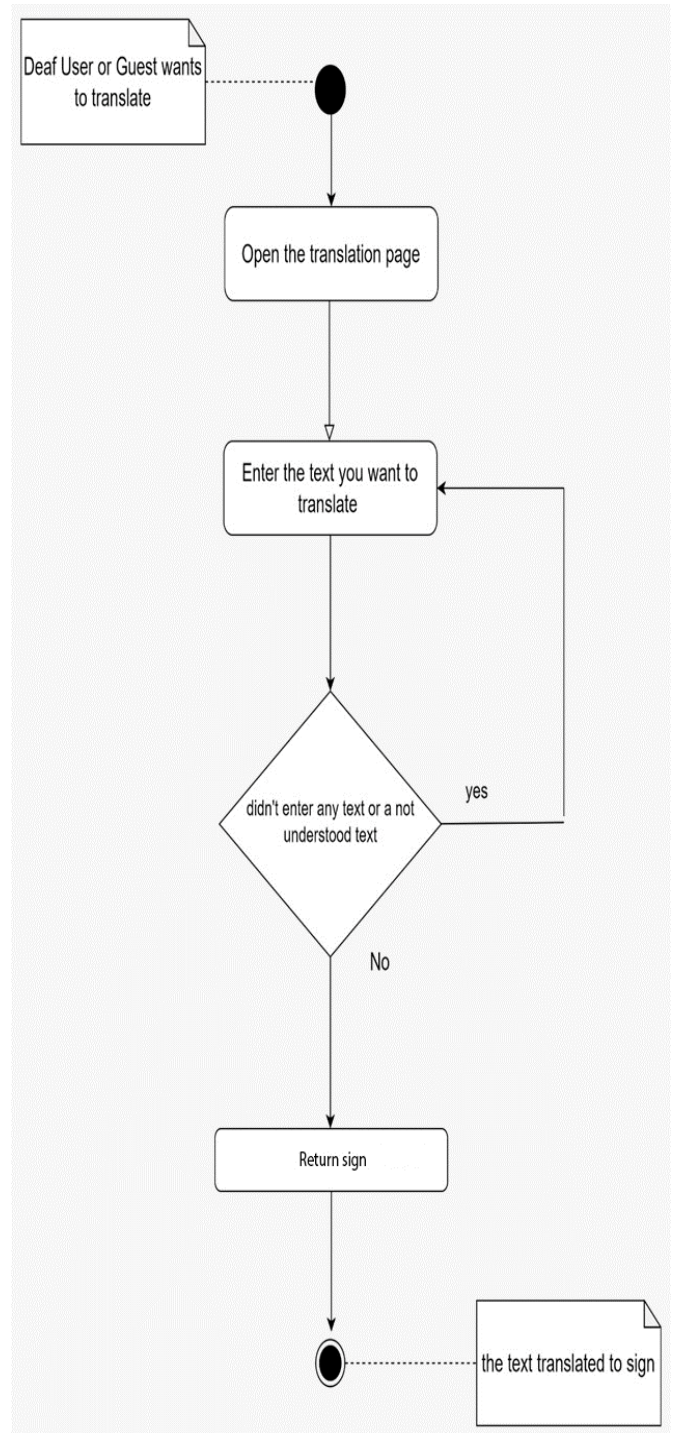 Deaf User or Guest wants
to translate
Open the translation page
Enter the text you want to
translate
didn't enter any text or a not
understood text
yes
No
Return sign
the text translated to sign